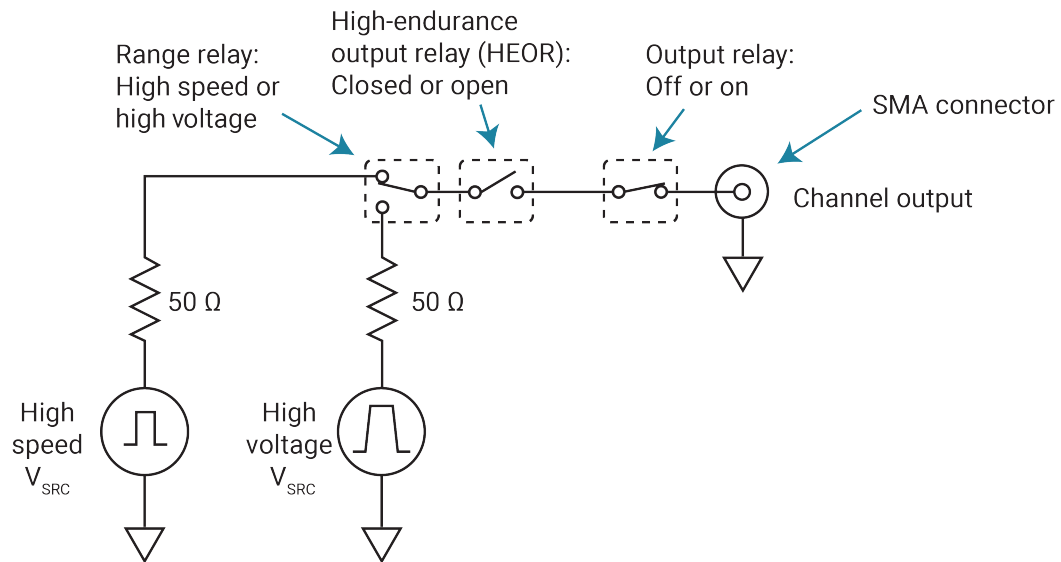 High-endurance
output relay (HEOR):
Closed or open
Range relay:
High speed or
high voltage
Output relay:
Off or on
SMA connector
Channel output
50 Ω
50 Ω
High
speed
VSRC
High
voltage
VSRC